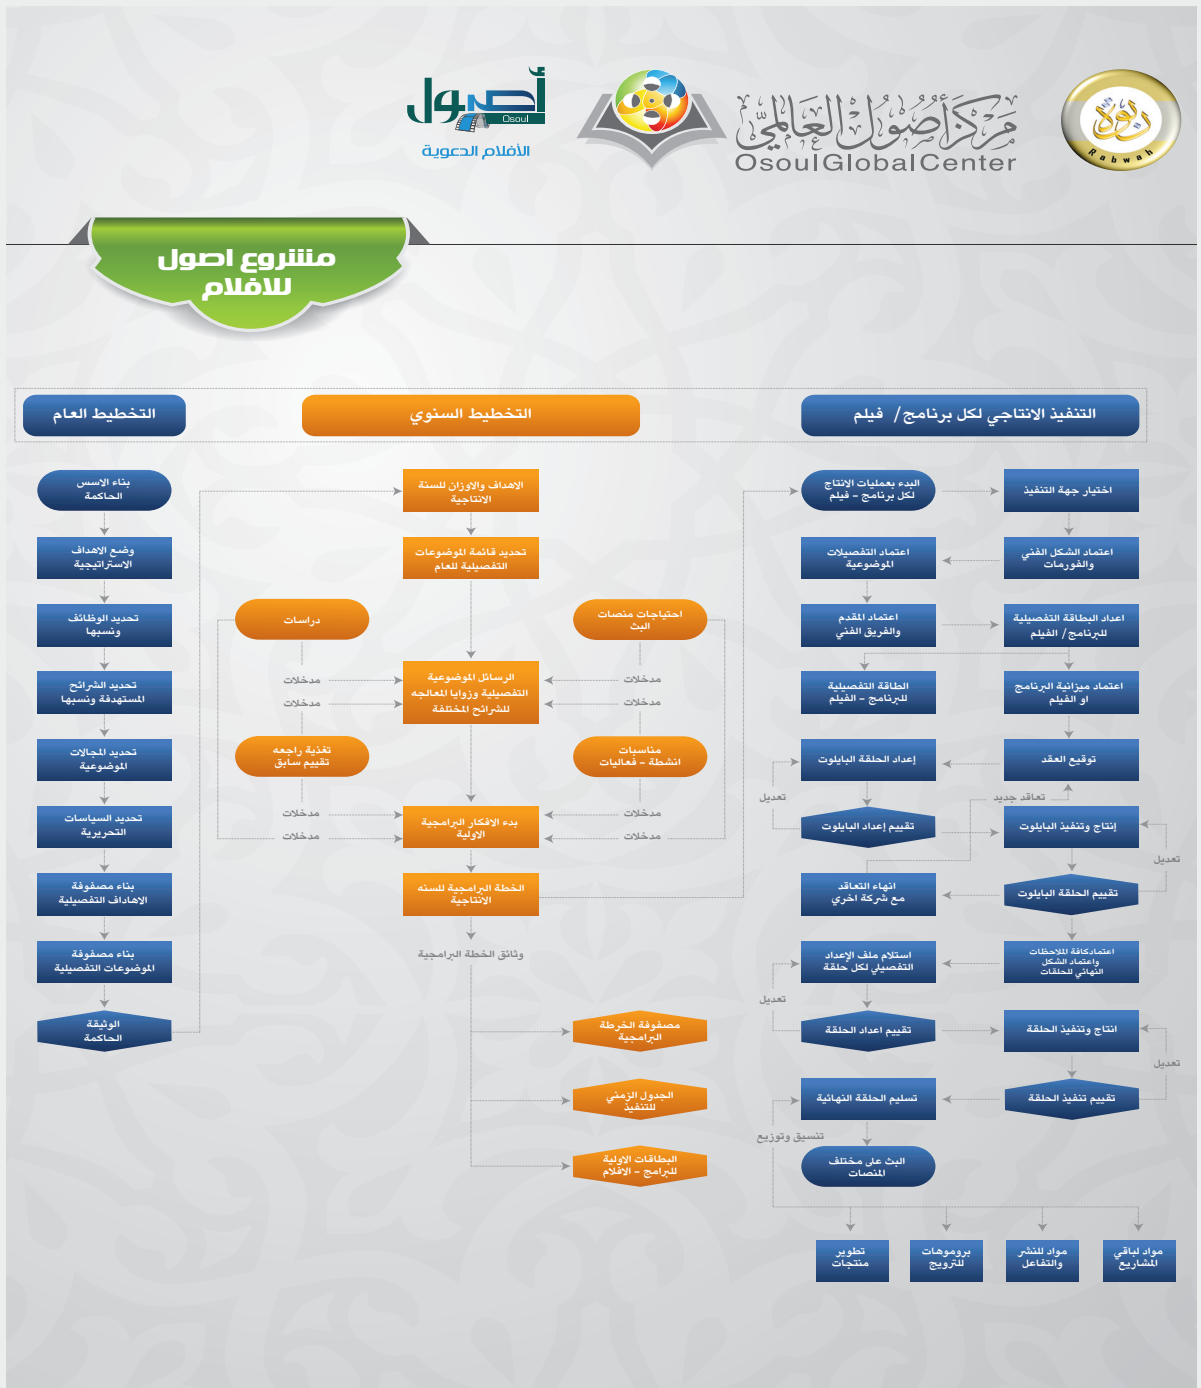 أصول
Osoul
الأفلام الدعوية
مركز أصول العالمي
OsoulGlobalCenter
ربوة
Rabwah
مشروع اصول
للافلام
التخطيط العام
التخطيط السنوي
التنفيذ الانتاجي لكل برنامج/ فيلم
بناء الاسس
الحاكمة
وضع الاهداف
الاستراتيجية
تحديد الوظائف
ونسبها
تحديد الشرائح
المستهدفة ونسبها
تحديد المجالات
الموضوعية
تحديد السياسات
التحريرية
بناء مصفوفة
الاهاداف التفصيلية
بناء مصفوفة
الموضوعات التفصيلية
الوثيقة
الحاكمة
الاهداف والاوزان للسنة
الانتاجية
تحديد قائمة الموضوعات
التفصيلية للعام
دراسات
احتياجات منصات
البث
مدخلات
مدخلات
الرسائل الموضوعية
التفصيلية وزوايا المعالجه
للشرائح المختلفة
مدخلات
مدخلات
تغذية راجعه
تقييم سابق
مناسبات
انشطة - فعاليات
مدخلات
مدخلات
بدء الافكار البرامجية
الاولية
مدخلات
مدخلات
الخطة البرامجية للسنه
الانتاجية
وثائق الخطة البرامجية
مصفوفة الخرطة
البرامجية
الجدول الزمني
للتنفيذ
البطاقات الاولية
للبرامج - الافلام
البدء بعمليات الانتاج
لكل برنامج - فيلم
اختيار جهة التنفيذ
اعتماد الشكل الفني
والفورمات
اعتماد التفصيلات
الموضوعية
اعتماد المقدم
والفريق الفني
اعداد البطاقة التفصيلية
للبرنامج/ الفيلم
الطاقة التفصيلية
للبرنامج - الفيلم
اعتماد ميزانية البرنامج
او الفيلم
توقيع العقد
إعداد الحلقة البايلوت
تعديل
تعاقد جديد
تقييم إعداد البايلوت
إنتاج وتنفيذ البايلوت
تعديل
تقييم الحلقة البايلوت
انهاء التعاقد
مع شركة اخري
اعتمادكافة الملاحظات
واعتماد الشكل
النهائي للحلقات
استلام ملف الإعداد
التفصيلي لكل حلقة
تعديل
تقييم اعداد الحلقة
انتاج وتنفيذ الحلقة
تعديل
تقييم تنفيذ الحلقة
تسليم الحلقة النهائية
تنسيق وتوزيع
البث على مختلف
المنصات
مواد لباقي
المشاريع
مواد للنشر
والتفاعل
بروموهات
للترويج
تطوير
منتجات